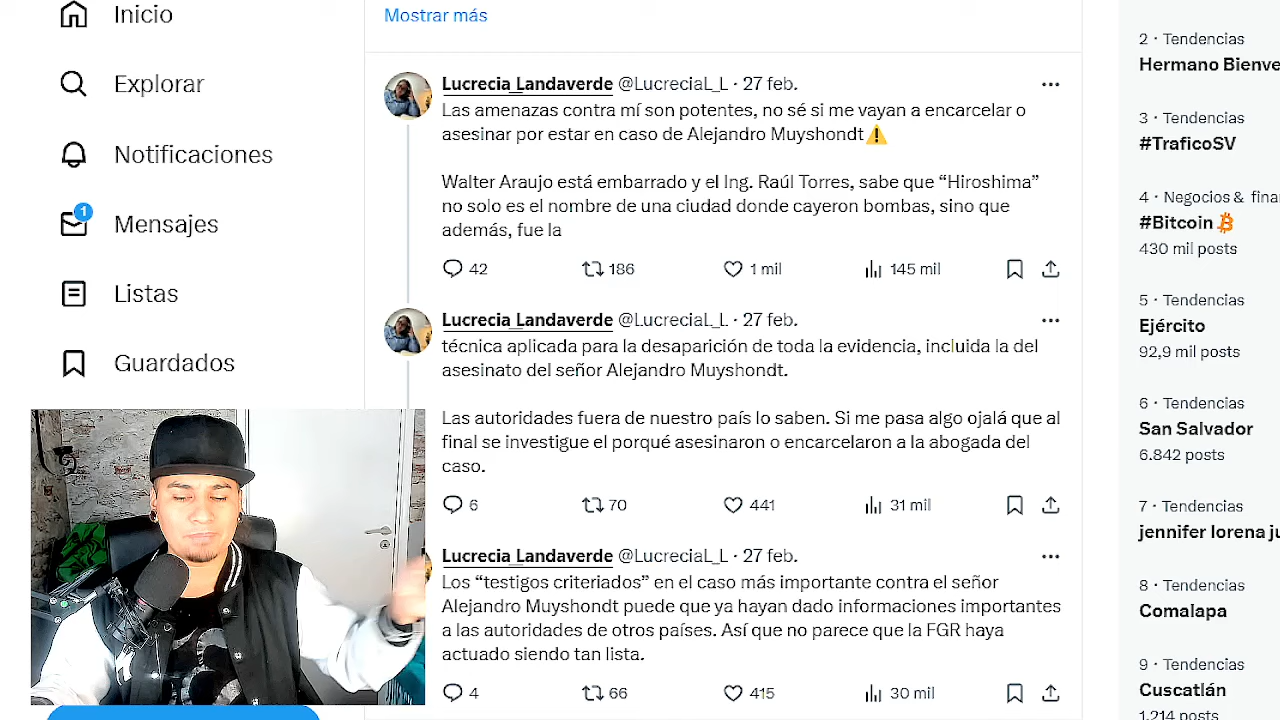 Inicio
Explorar
Notificaciones
1
Mensajes
Listas
Guardados
Mostrar más
Lucrecia_Landaverde @LucreciaL_L · 27 feb.
Las amenazas contra mí son potentes, no sé si me vayan a encarcelar o
asesinar por estar en caso de Alejandro Muyshondt⚠️
Walter Araujo está embarrado y el Ing. Raúl Torres, sabe que “Hiroshima”
no solo es el nombre de una ciudad donde cayeron bombas, sino que
además, fue la
42 186 1 mil 145 mil
Lucrecia_Landaverde @LucreciaL_L · 27 feb.
técnica aplicada para la desaparición de toda la evidencia, incluida la del
asesinato del señor Alejandro Muyshondt.
Las autoridades fuera de nuestro país lo saben. Si me pasa algo ojalá que al
final se investigue el porqué asesinaron o encarcelaron a la abogada del
caso.
6 70 441 31 mil
Lucrecia_Landaverde @LucreciaL_L · 27 feb.
Los “testigos criteriados” en el caso más importante contra el señor
Alejandro Muyshondt puede que ya hayan dado informaciones importantes
a las autoridades de otros países. Así que no parece que la FGR haya
actuado siendo tan lista.
4 66 415 30 mil
2 · Tendencias
Hermano Bienve
3 · Tendencias
#TraficoSV
4 · Negocios & finan
#Bitcoin
430 mil posts
5 · Tendencias
Ejército
92,9 mil posts
6 · Tendencias
San Salvador
6.842 posts
7 · Tendencias
jennifer lorena ju
8 · Tendencias
Comalapa
9 · Tendencias
Cuscatlán
1.214 posts